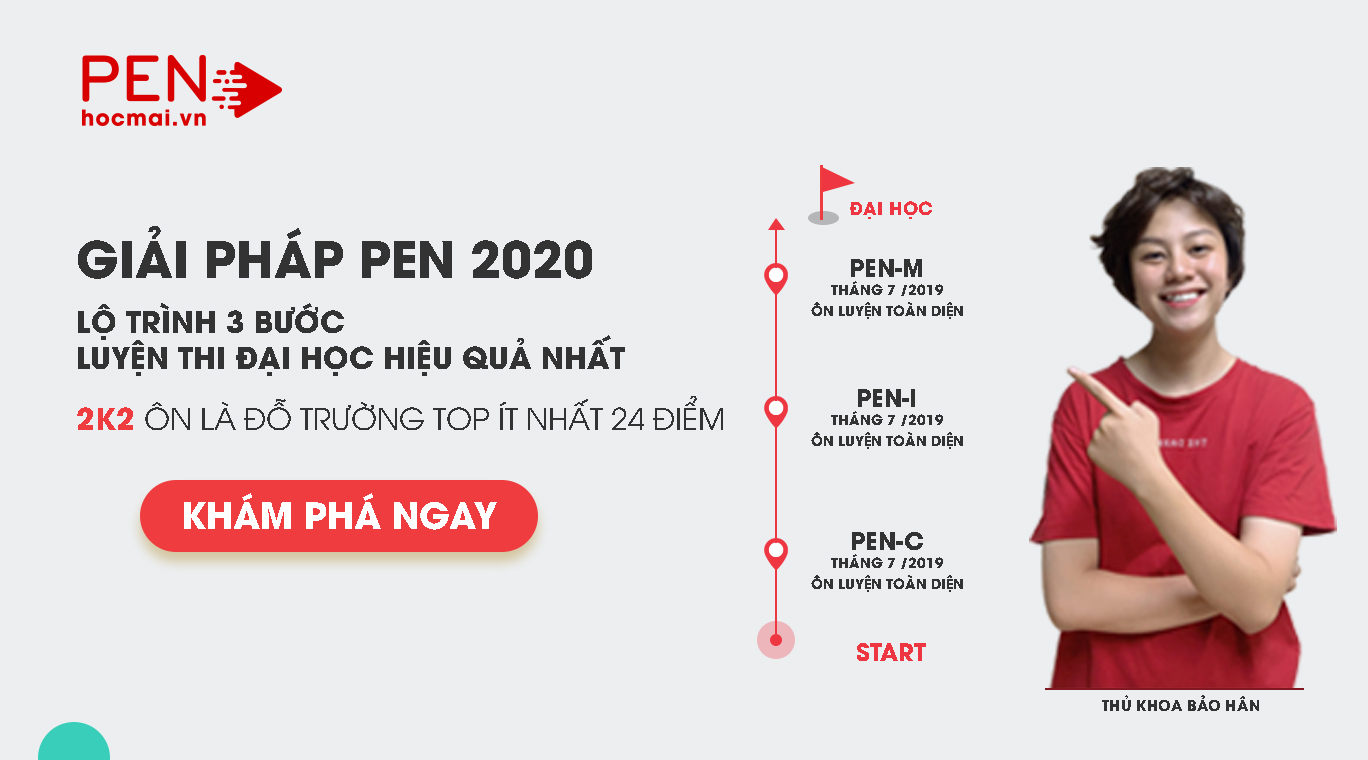 PEN
hocmai.vn
GIẢI PHÁP PEN 2020
LỘ TRÌNH 3 BƯỚC
LUYỆN THI ĐẠI HỌC HIỆU QUẢ NHẤT
2K2 ÔN LÀ ĐỖ TRƯỜNG TOP ÍT NHẤT 24 ĐIỂM
KHÁM PHÁ NGAY
ĐẠI HỌC
PEN-M
THÁNG 7 /2019
ÔN LUYỆN TOÀN DIỆN
PEN-I
THÁNG 7 /2019
ÔN LUYỆN TOÀN DIỆN
PEN-C
THÁNG 7 /2019
ÔN LUYỆN TOÀN DIỆN
START
THỦ KHOA BẢO HÂN